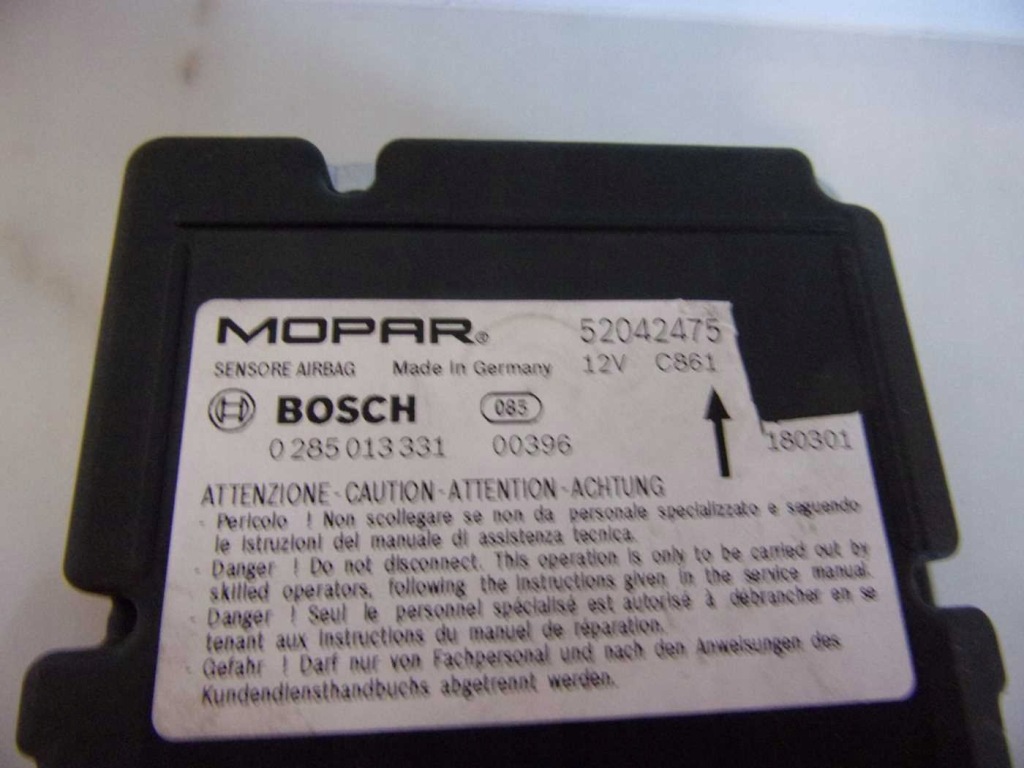 MOPAR® 52042475
SENSORE AIRBAG Made In Germany 12V C861
BOSCH 083
0 285 013 331 00396 180301
ATTENZIONE - CAUTION - ATTENTION - ACHTUNG
- Pericolo ! Non scollegare se non da personale specializzato e seguendo
le istruzioni del manuale di assistenza tecnica.
- Danger ! Do not disconnect. This operation is only to be carried out by
skilled operators, following the instructions given in the service manual.
- Danger ! Seul le personnel spécialisé est autorisé à débrancher en se
tenant aux instructions du manuel de réparation.
- Gefahr ! Darf nur von Fachpersonal und nach den Anweisungen des
Kundendiensthandbuchs abgetrennt werden.